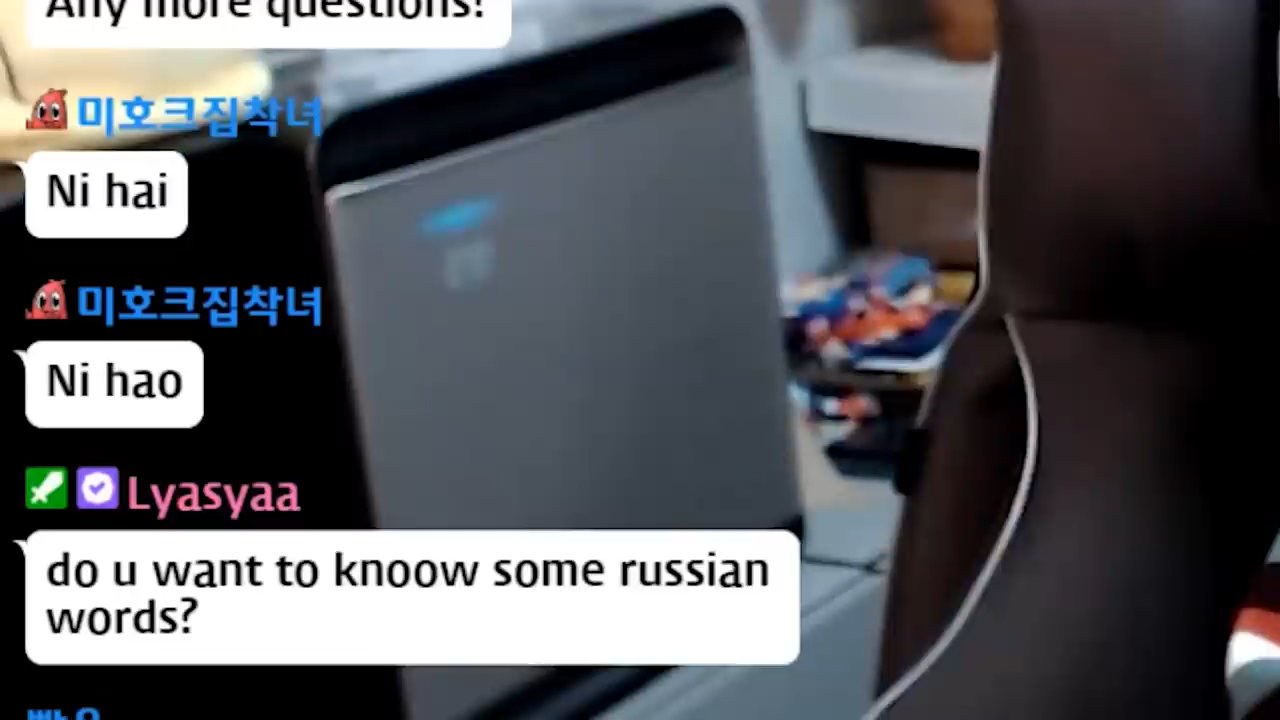 Any more questions!
미호크집착녀
Ni hai
미호크집착녀
Ni hao
Lyasyaa
do u want to knoow some russian
words?